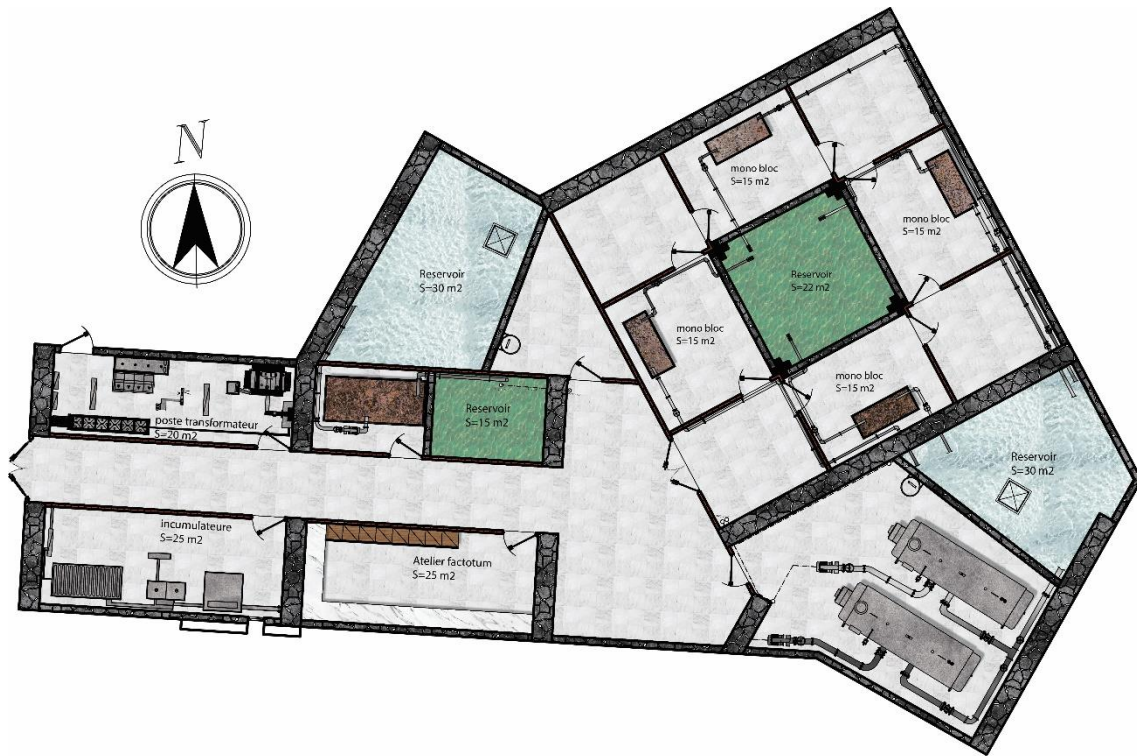 N
mono bloc
S=15 m2
mono bloc
S=15 m2
Reservoir
S=30 m2
Reservoir
S=22 m2
mono bloc
S=15 m2
mono bloc
S=15 m2
Reservoir
S=15 m2
poste transformateur
S=20 m2
Reservoir
S=30 m2
incumulateure
S=25 m2
Atelier factotum
S=25 m2